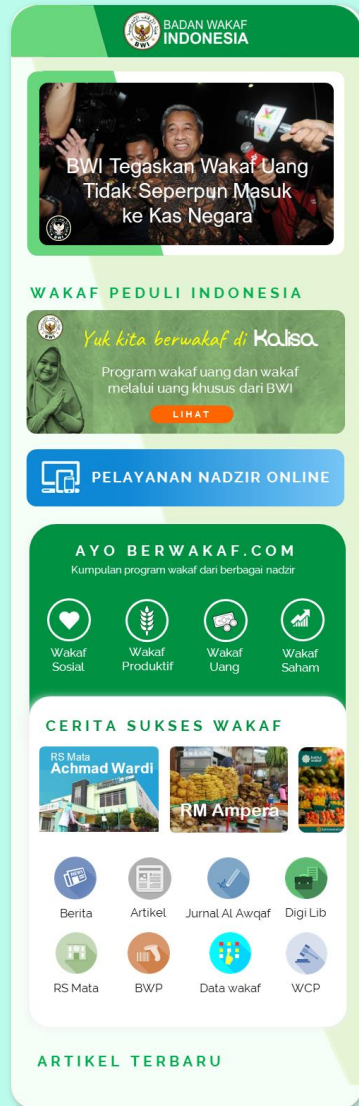 BADAN WAKAF
INDONESIA
BWI
BWI Tegaskan Wakaf Uang
Tidak Seperpun Masuk
ke Kas Negara
WAKAF PEDULI INDONESIA
Yuk kita berwakaf di Kalisa
Program wakaf uang dan wakaf
melalui uang khusus dari BWI
LIHAT
PELAYANAN NADZIR ONLINE
AYO BERWAKAF.COM
Kumpulan program wakaf dari berbagai nadzir
Wakaf
Sosial
Wakaf
Produktif
Wakaf
Uang
Wakaf
Saham
CERITA SUKSES WAKAF
RS Mata
Achmad Wardi
RM Ampera
Berita
Artikel
Jurnal Al Awqaf
Digi Lib
RS Mata
BWP
Data wakaf
WCP
ARTIKEL TERBARU